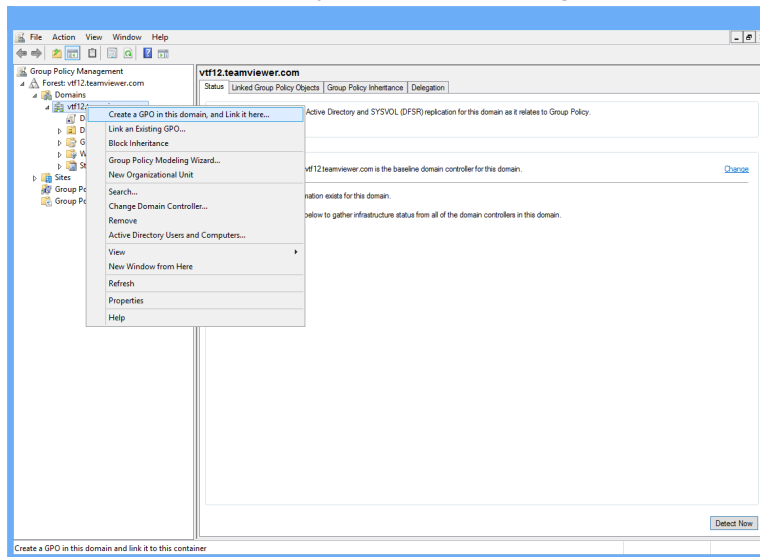 File Action View Window Help
Group Policy Management
Forest: vtf12.teamviewer.com
Domains
vtf12.
D
D
G
W
St
Sites
Group Po
Group Po
Create a GPO in this domain, and Link it here...
Link an Existing GPO...
Block Inheritance
Group Policy Modeling Wizard...
New Organizational Unit
Search...
Change Domain Controller...
Remove
Active Directory Users and Computers...
View
New Window from Here
Refresh
Properties
Help
vtf12.teamviewer.com
Status Linked Group Policy Objects Group Policy Inheritance Delegation
Active Directory and SYSVOL (DFSR) replication for this domain as it relates to Group Policy.
vtf12.teamviewer.com is the baseline domain controller for this domain. Change
mation exists for this domain.
below to gather infrastructure status from all of the domain controllers in this domain.
Detect Now
Create a GPO in this domain and link it to this container